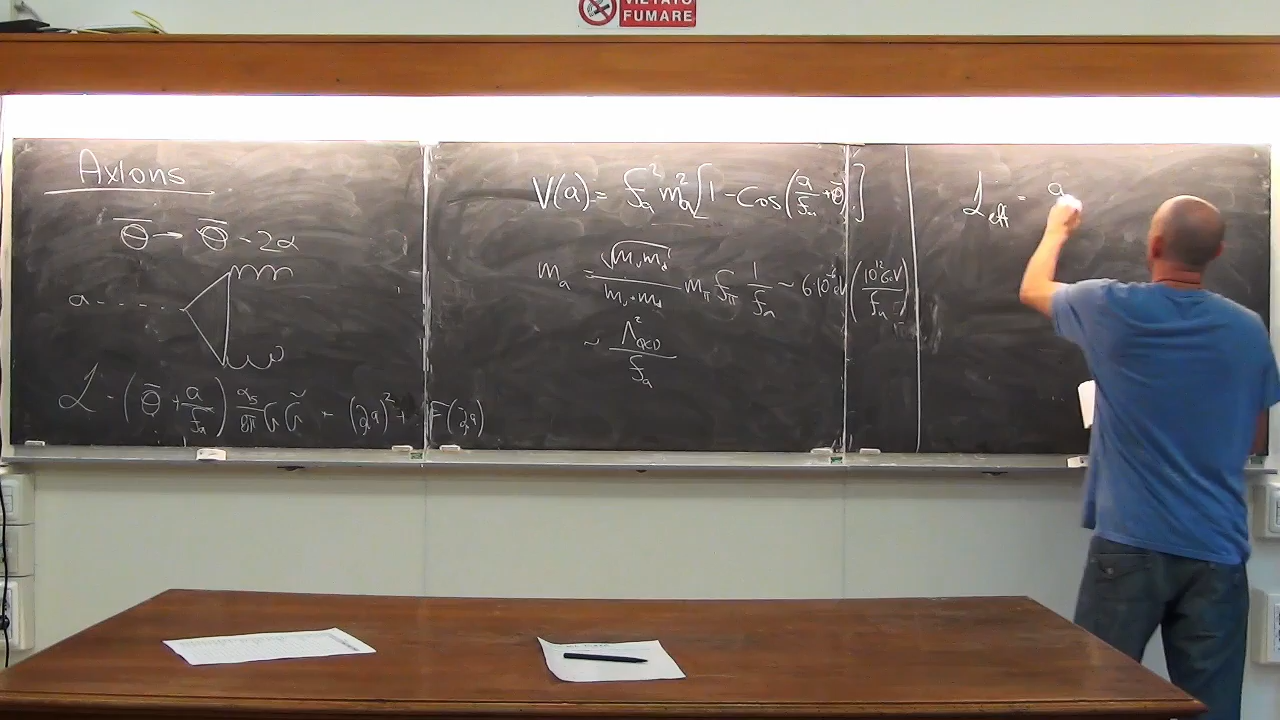 VIETATO
FUMARE
Axions
Θ̄ → Θ̄ - 2α
a
L = (Θ̄ + a/f_a) α_s/8π G G̃ + (∂a)² + F(∂a)
V(a) = f_a² m_a² [1 - cos(a/f_a + Θ̄)]
m_a = √(m_u m_d)/(m_u + m_d) m_π f_π 1/f_a ~ 6·10⁻⁶ eV (10¹² GeV/f_a)
~ Λ²_QCD/f_a
L_eff = a